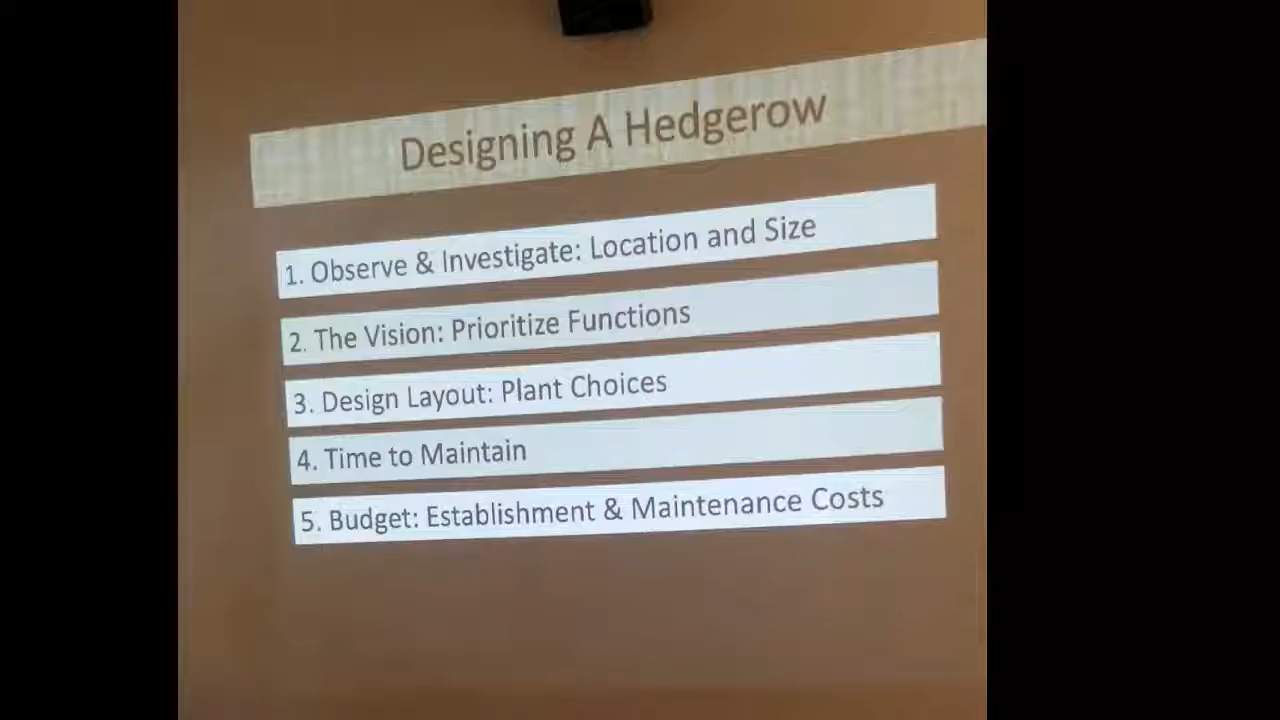 Designing A Hedgerow
1. Observe & Investigate: Location and Size
2. The Vision: Prioritize Functions
3. Design Layout: Plant Choices
4. Time to Maintain
5. Budget: Establishment & Maintenance Costs